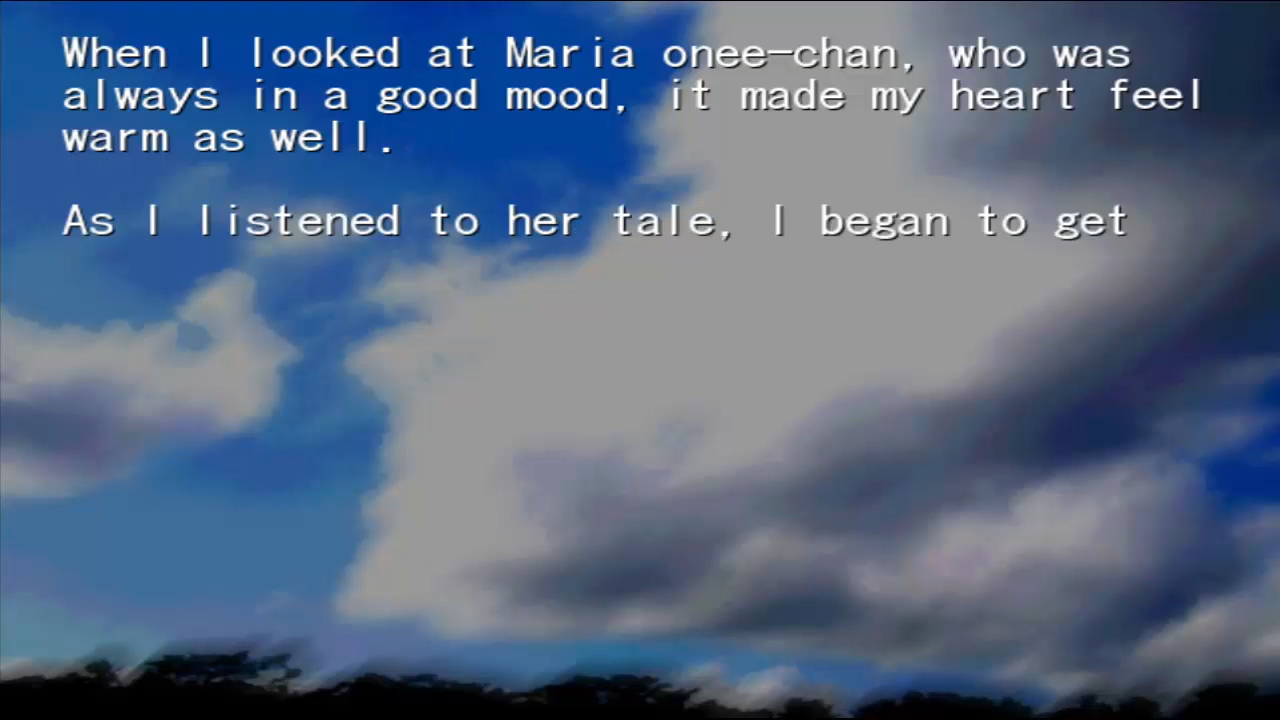 When I looked at Maria onee-chan, who was
always in a good mood, it made my heart feel
warm as well.
As I listened to her tale, I began to get